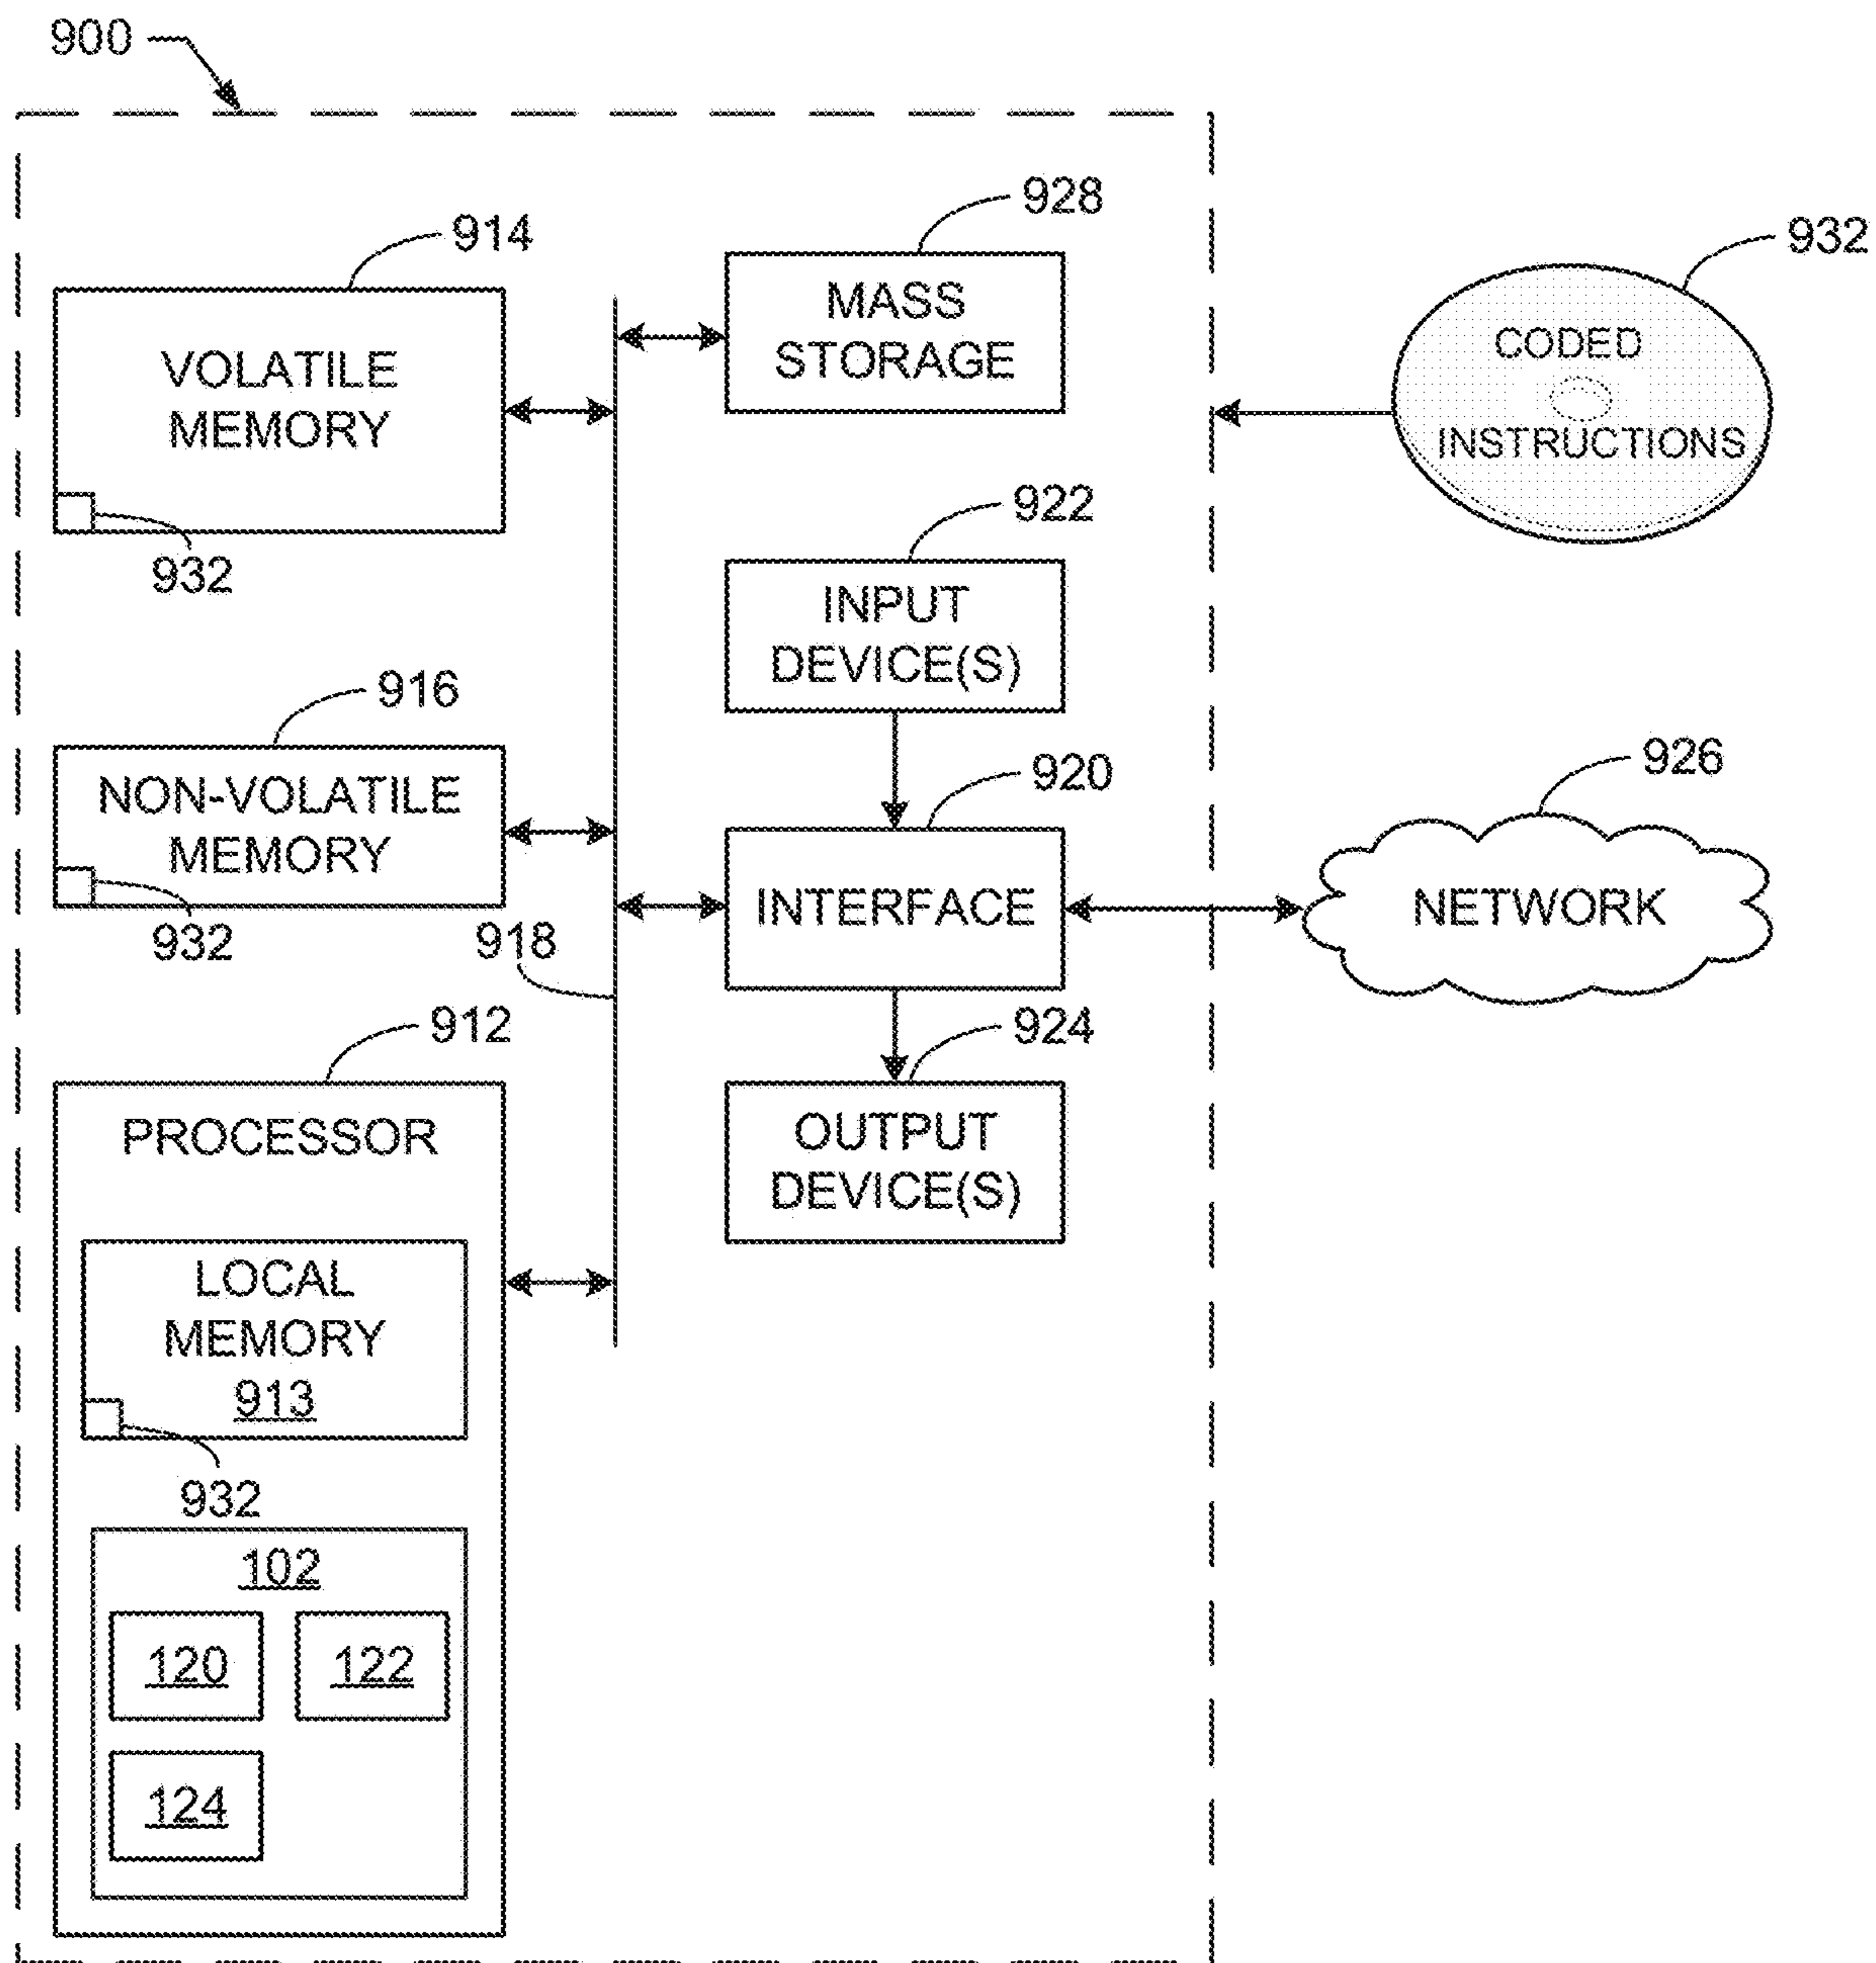 900
928
914
932
MASS
STORAGE
VOLATILE
MEMORY
CODED
INSTRUCTIONS
922
932
INPUT
DEVICE(S)
916
920
926
NON-VOLATILE
MEMORY
INTERFACE
NETWORK
932
918
912
924
PROCESSOR
OUTPUT
DEVICE(S)
LOCAL
MEMORY
913
932
102
120
122
124